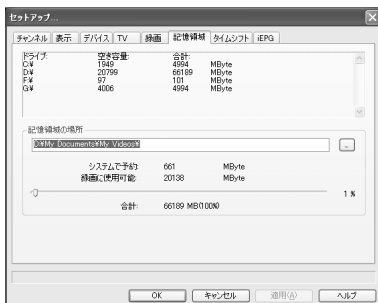 セットアップ...
チャンネル 表示 デバイス TV 録画 記憶領域 タイムシフト iEPG
ドライブ: 空き容量: 合計:
C:¥ 1949 4994 MByte
D:¥ 20799 66189 MByte
F:¥ 97 101 MByte
G:¥ 4006 4994 MByte
記憶領域の場所
D:¥My Documents¥My Videos¥
...
システムで予約: 661 MByte
録画に使用可能: 20138 MByte
1 %
合計: 66189 MB(100%)
OK キャンセル 適用(A) ヘルプ